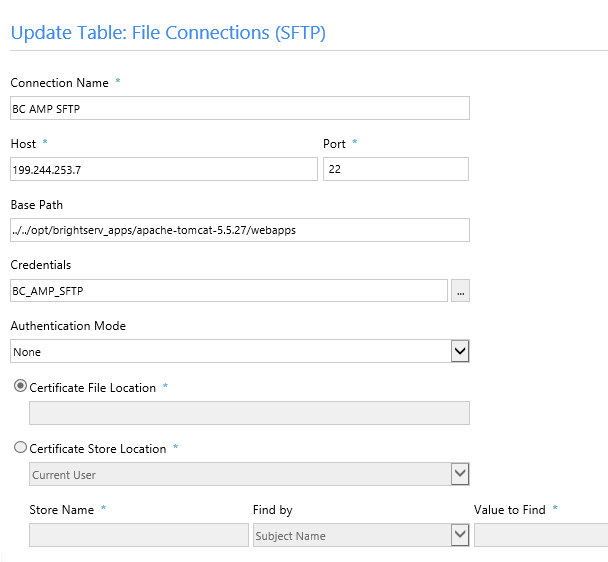 Update Table: File Connections (SFTP)
Connection Name *
BC AMP SFTP
Host * Port *
199.244.253.7 22
Base Path
../../opt/brightserv_apps/apache-tomcat-5.5.27/webapps
Credentials
BC_AMP_SFTP ...
Authentication Mode
None
Certificate File Location *
Certificate Store Location *
Current User
Store Name * Find by Value to Find *
Subject Name